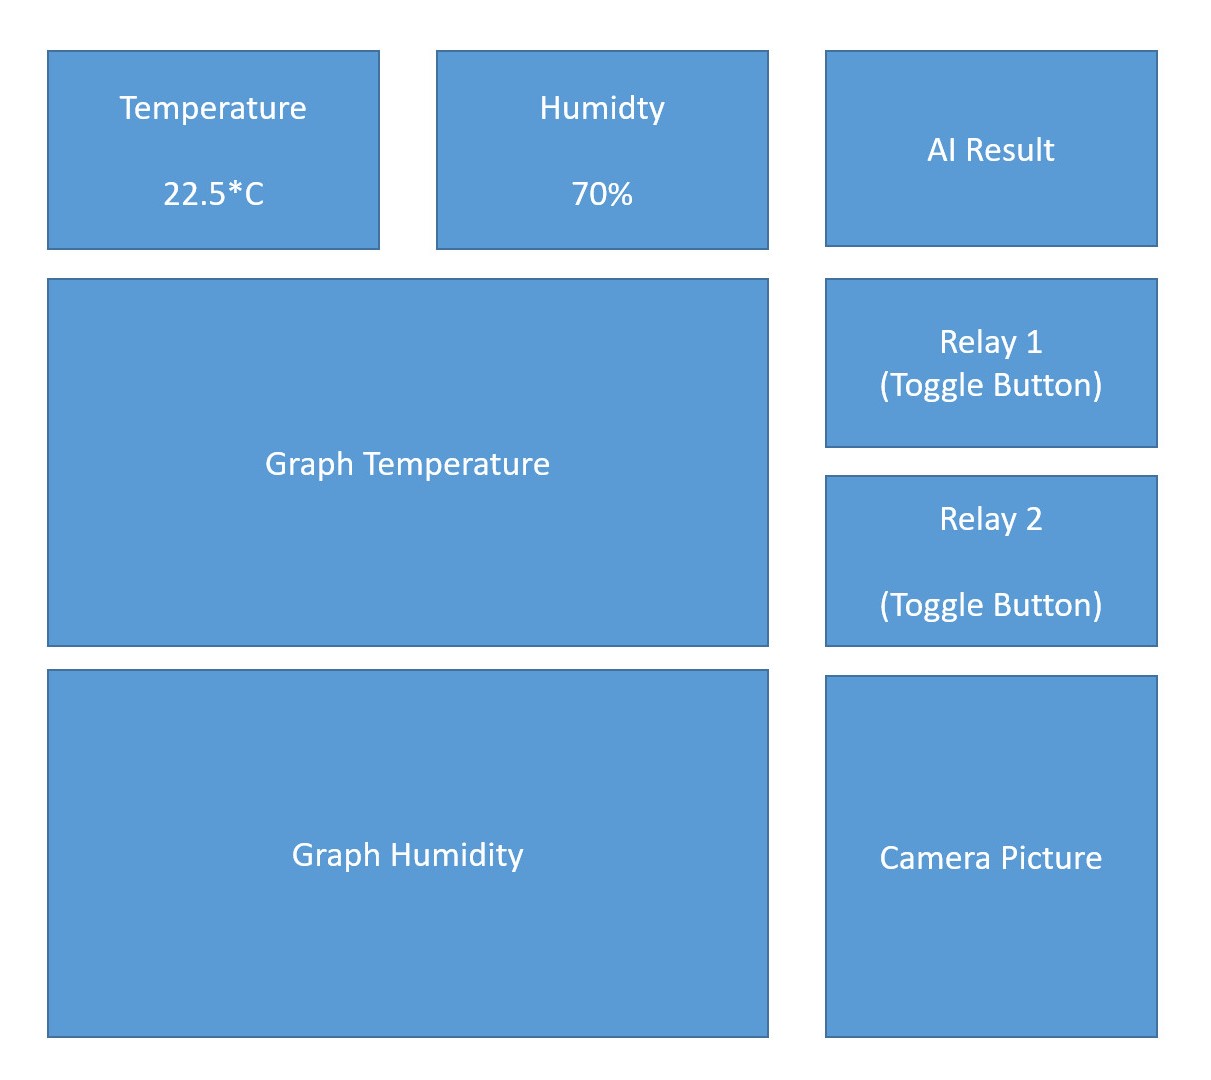 Temperature
22.5*C
Humidty
70%
AI Result
Graph Temperature
Relay 1
(Toggle Button)
Relay 2
(Toggle Button)
Graph Humidity
Camera Picture